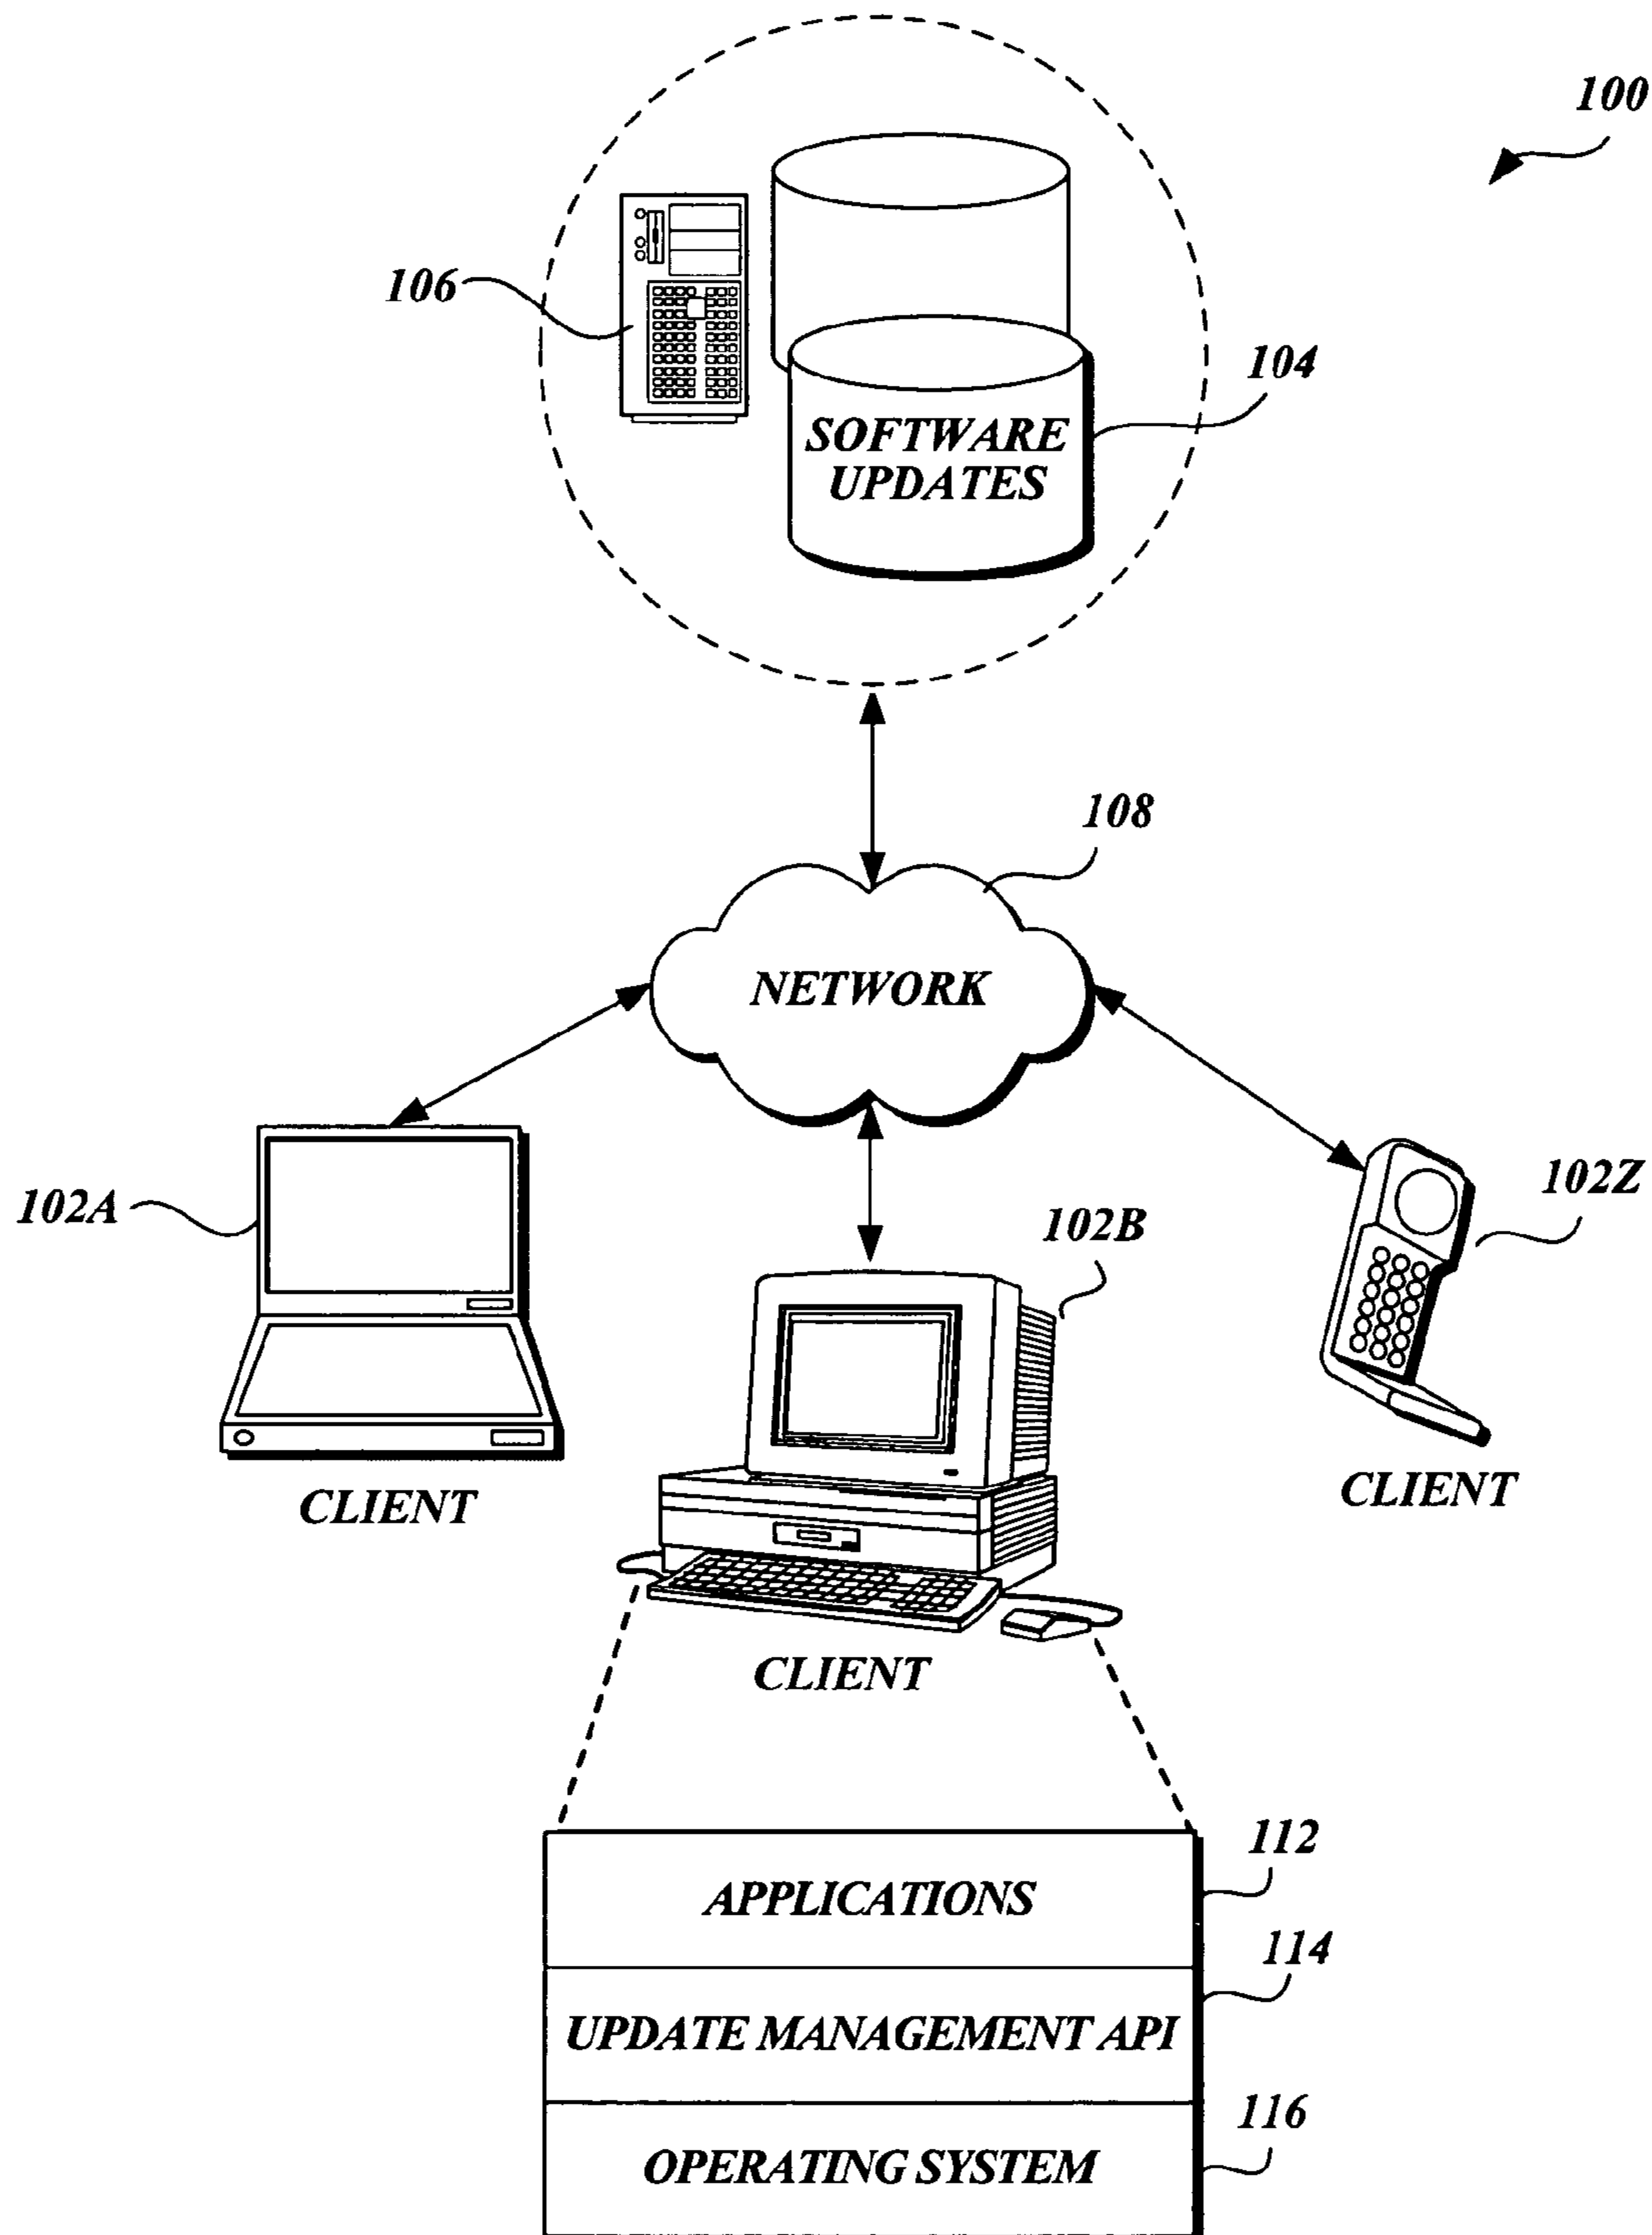 100
106
104
SOFTWARE
UPDATES
108
NETWORK
102A
102B
102Z
CLIENT
CLIENT
CLIENT
112
APPLICATIONS
114
UPDATE MANAGEMENT API
116
OPERATING SYSTEM